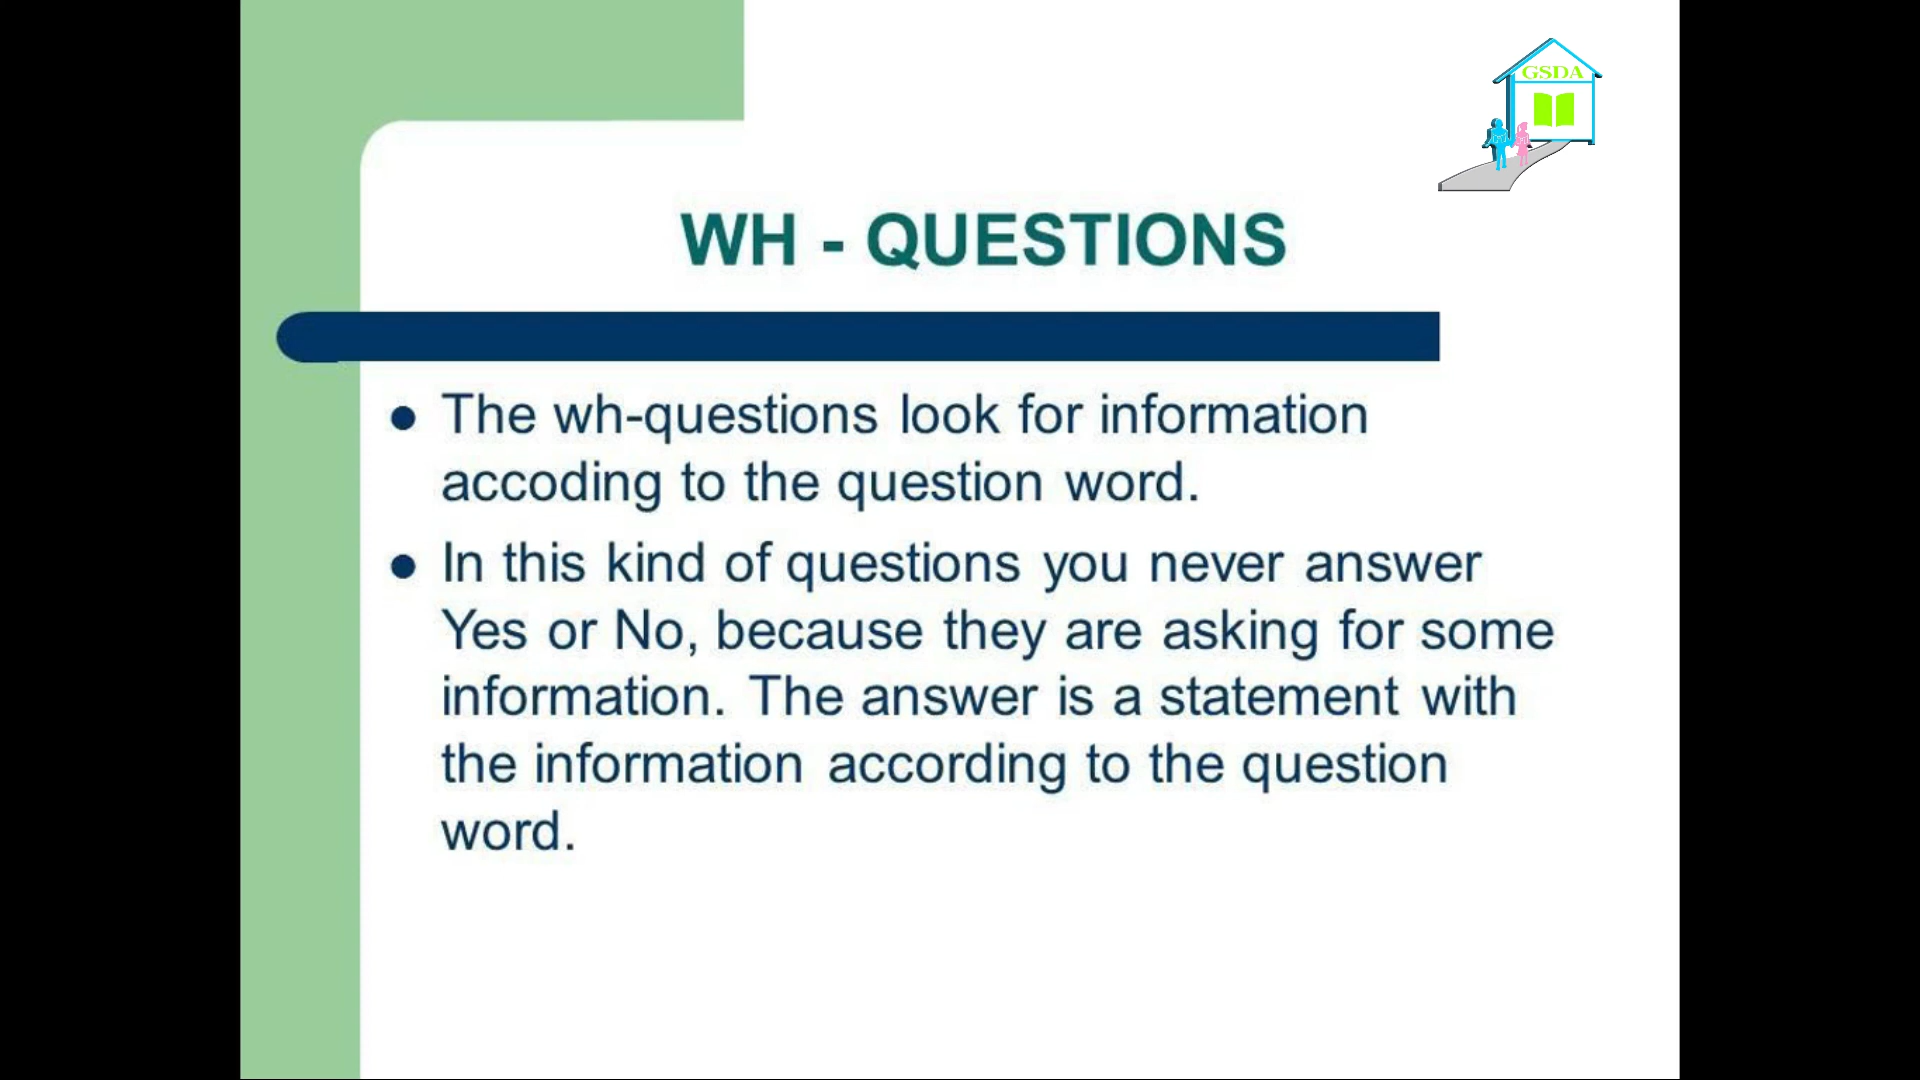 GSDA
WH - QUESTIONS
The wh-questions look for information
accoding to the question word.
In this kind of questions you never answer
Yes or No, because they are asking for some
information. The answer is a statement with
the information according to the question
word.